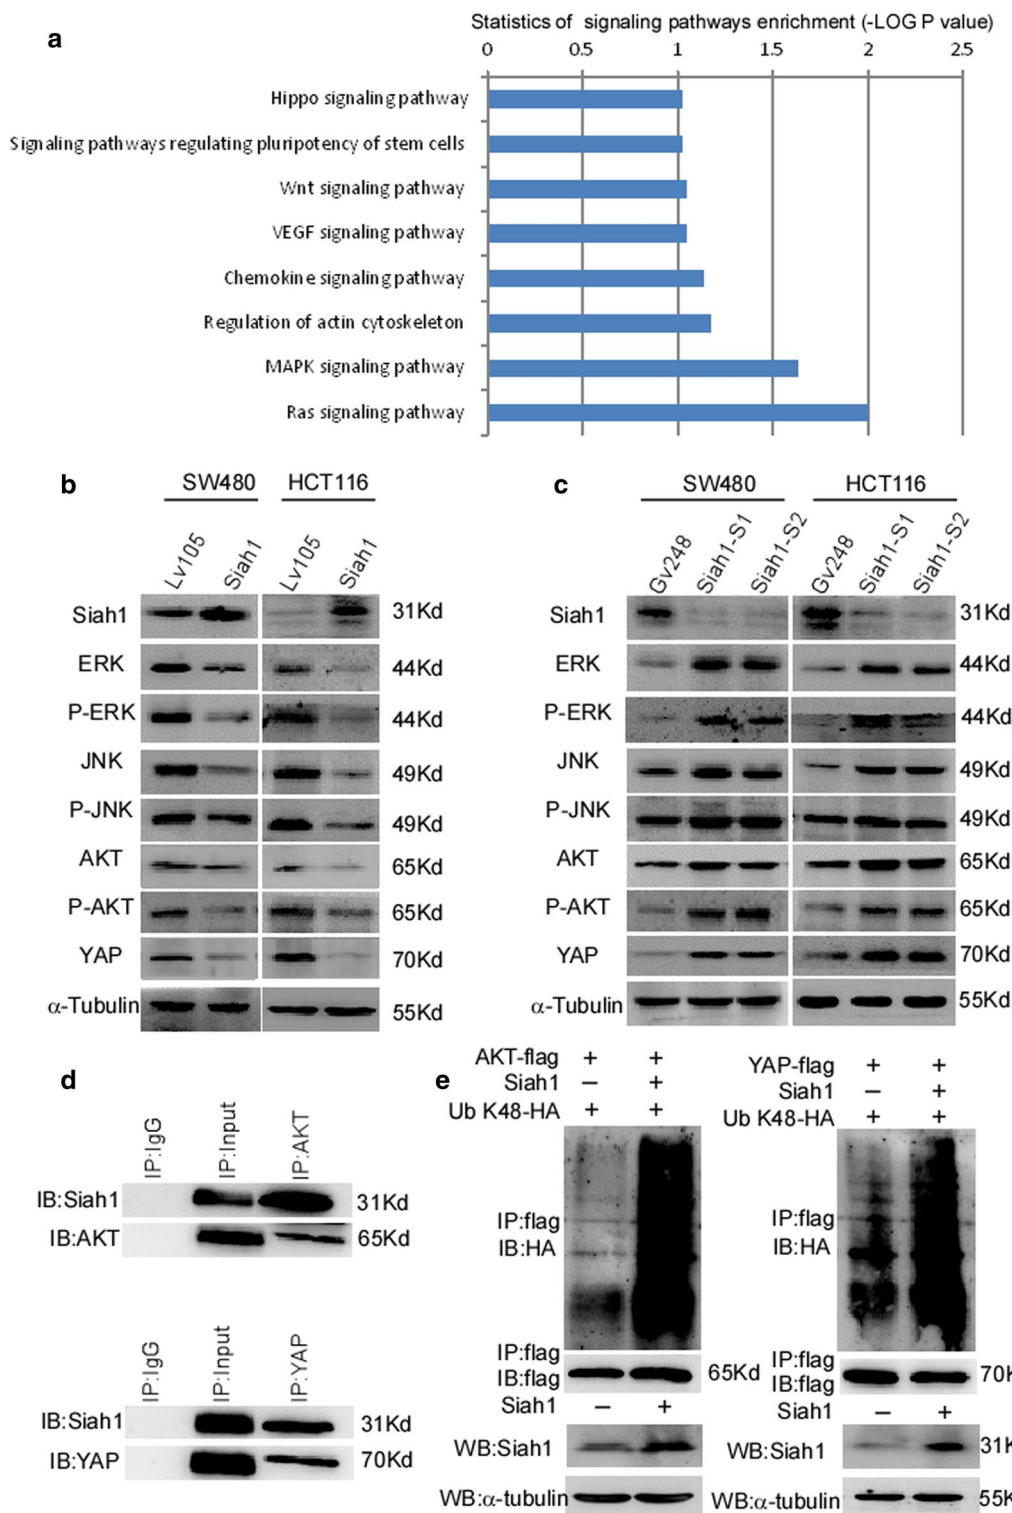 a
Statistics of signaling pathways enrichment (-LOG P value)
0 0.5 1 1.5 2 2.5
Hippo signaling pathway
Signaling pathways regulating pluripotency of stem cells
Wnt signaling pathway
VEGF signaling pathway
Chemokine signaling pathway
Regulation of actin cytoskeleton
MAPK signaling pathway
Ras signaling pathway
b
SW480 HCT116
Lv105 Siah1 Lv105 Siah1
Siah1 31Kd
ERK 44Kd
P-ERK 44Kd
JNK 49Kd
P-JNK 49Kd
AKT 65Kd
P-AKT 65Kd
YAP 70Kd
α-Tubulin 55Kd
c
SW480 HCT116
Gv248 Siah1-S1 Siah1-S2 Gv248 Siah1-S1 Siah1-S2
Siah1 31Kd
ERK 44Kd
P-ERK 44Kd
JNK 49Kd
P-JNK 49Kd
AKT 65Kd
P-AKT 65Kd
YAP 70Kd
α-Tubulin 55Kd
d
IP:IgG IP:Input IP:AKT
IB:Siah1 31Kd
IB:AKT 65Kd
IP:IgG IP:Input IP:YAP
IB:Siah1 31Kd
IB:YAP 70Kd
e
AKT-flag + +
Siah1 − +
Ub K48-HA + +
IP:flag
IB:HA
IP:flag
IB:flag 65Kd
Siah1 − +
WB:Siah1
WB:α-tubulin
YAP-flag + +
Siah1 − +
Ub K48-HA + +
IP:flag
IB:HA
IP:flag
IB:flag 70K
Siah1 − +
WB:Siah1 31K
WB:α-tubulin 55K